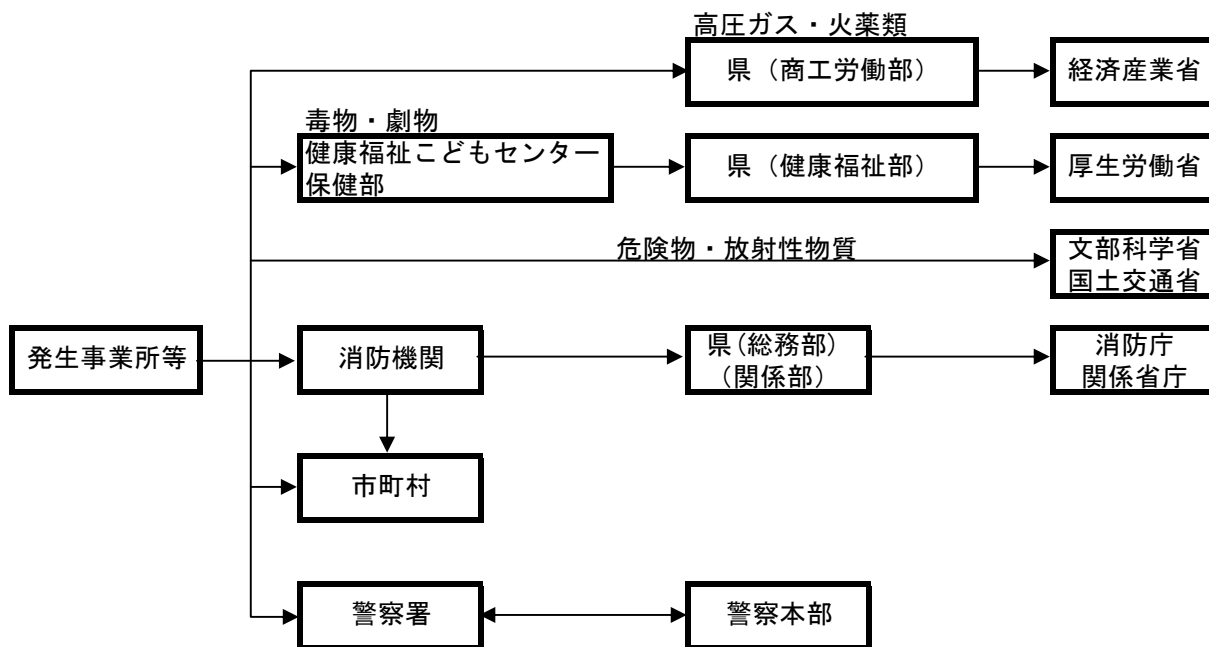 高圧ガス・火薬類
県（商工労働部）
経済産業省
毒物・劇物
健康福祉こどもセンター
保健部
県（健康福祉部）
厚生労働省
危険物・放射性物質
文部科学省
国土交通省
発生事業所等
消防機関
県(総務部)
（関係部）
消防庁
関係省庁
市町村
警察署
警察本部